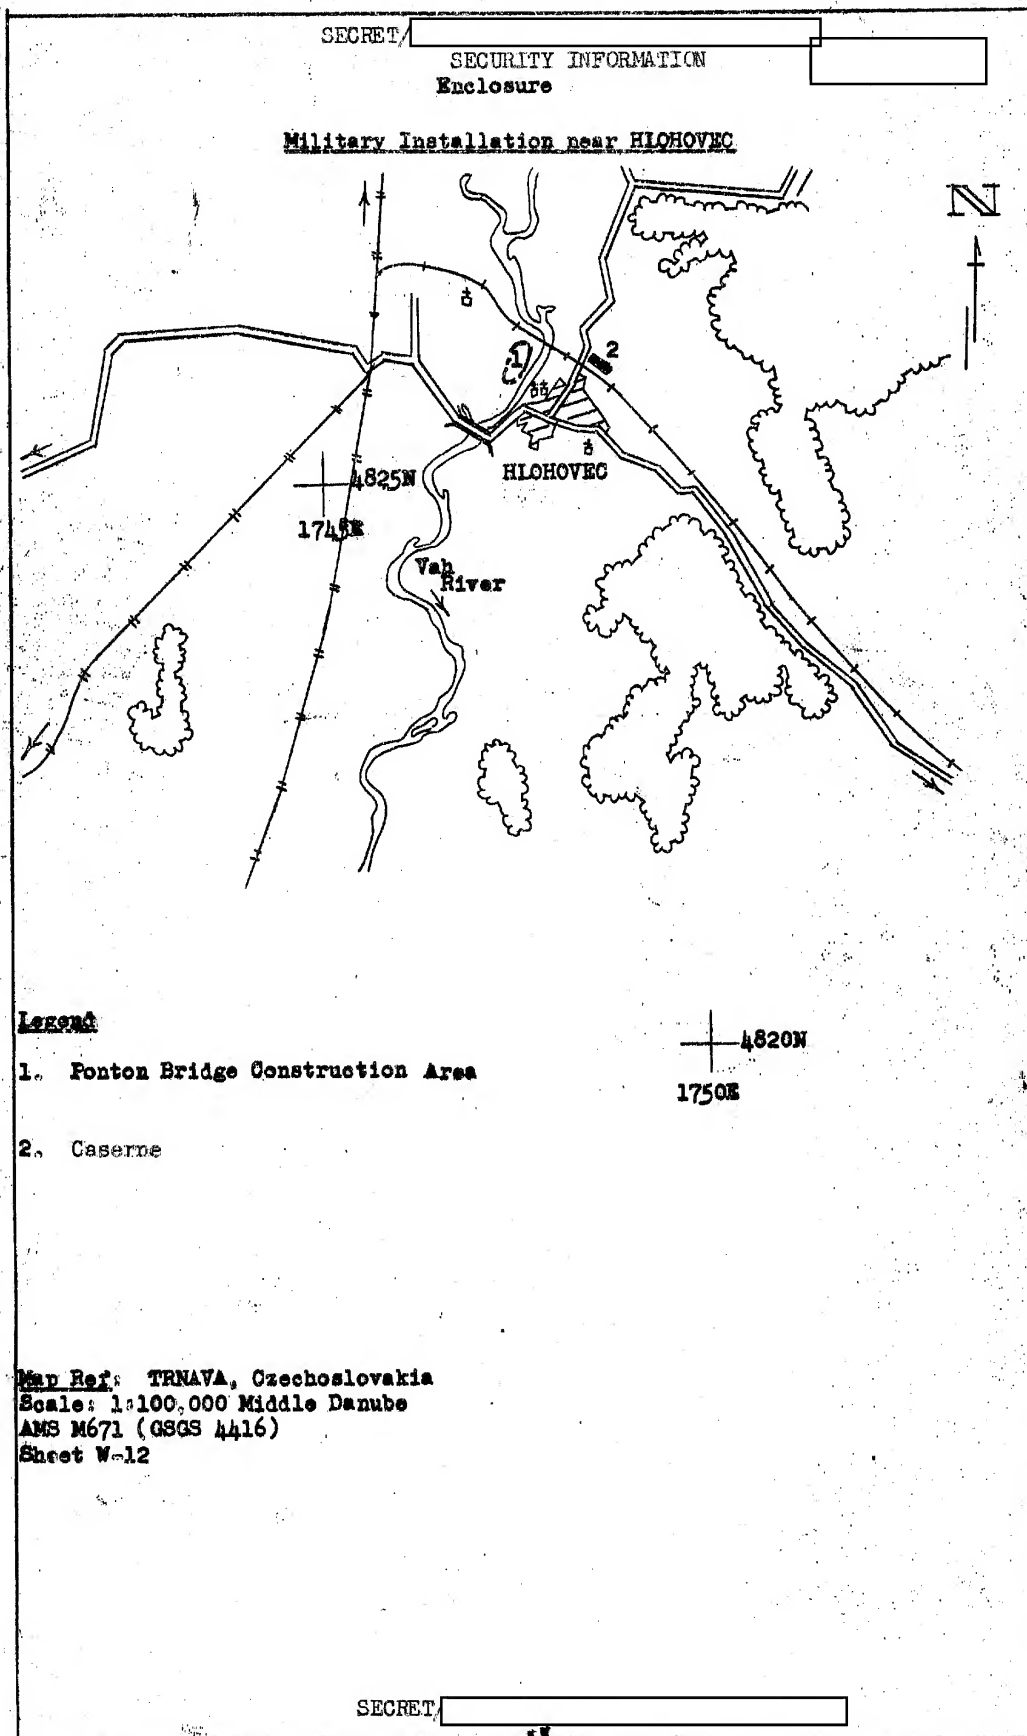 SECRET/
SECURITY INFORMATION
Enclosure
Military Installation near HLOHOVEC
N
1
2
HLOHOVEC
4825N
1745E
Vah
River
Legend
1. Ponton Bridge Construction Area
4820N
1750E
2. Caserne
Map Ref: TRNAVA, Czechoslovakia
Scale: 1:100,000 Middle Danube
AMS M671 (GSGS 4416)
Sheet W-12
SECRET/